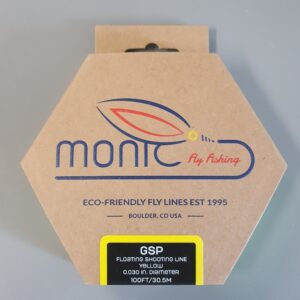 monic
Fly Fishing
ECO-FRIENDLY FLY LINES EST 1995
BOULDER, CO USA
GSP
FLOATING SHOOTING LINE
YELLOW
0.030 IN. DIAMETER
100FT/30.5M